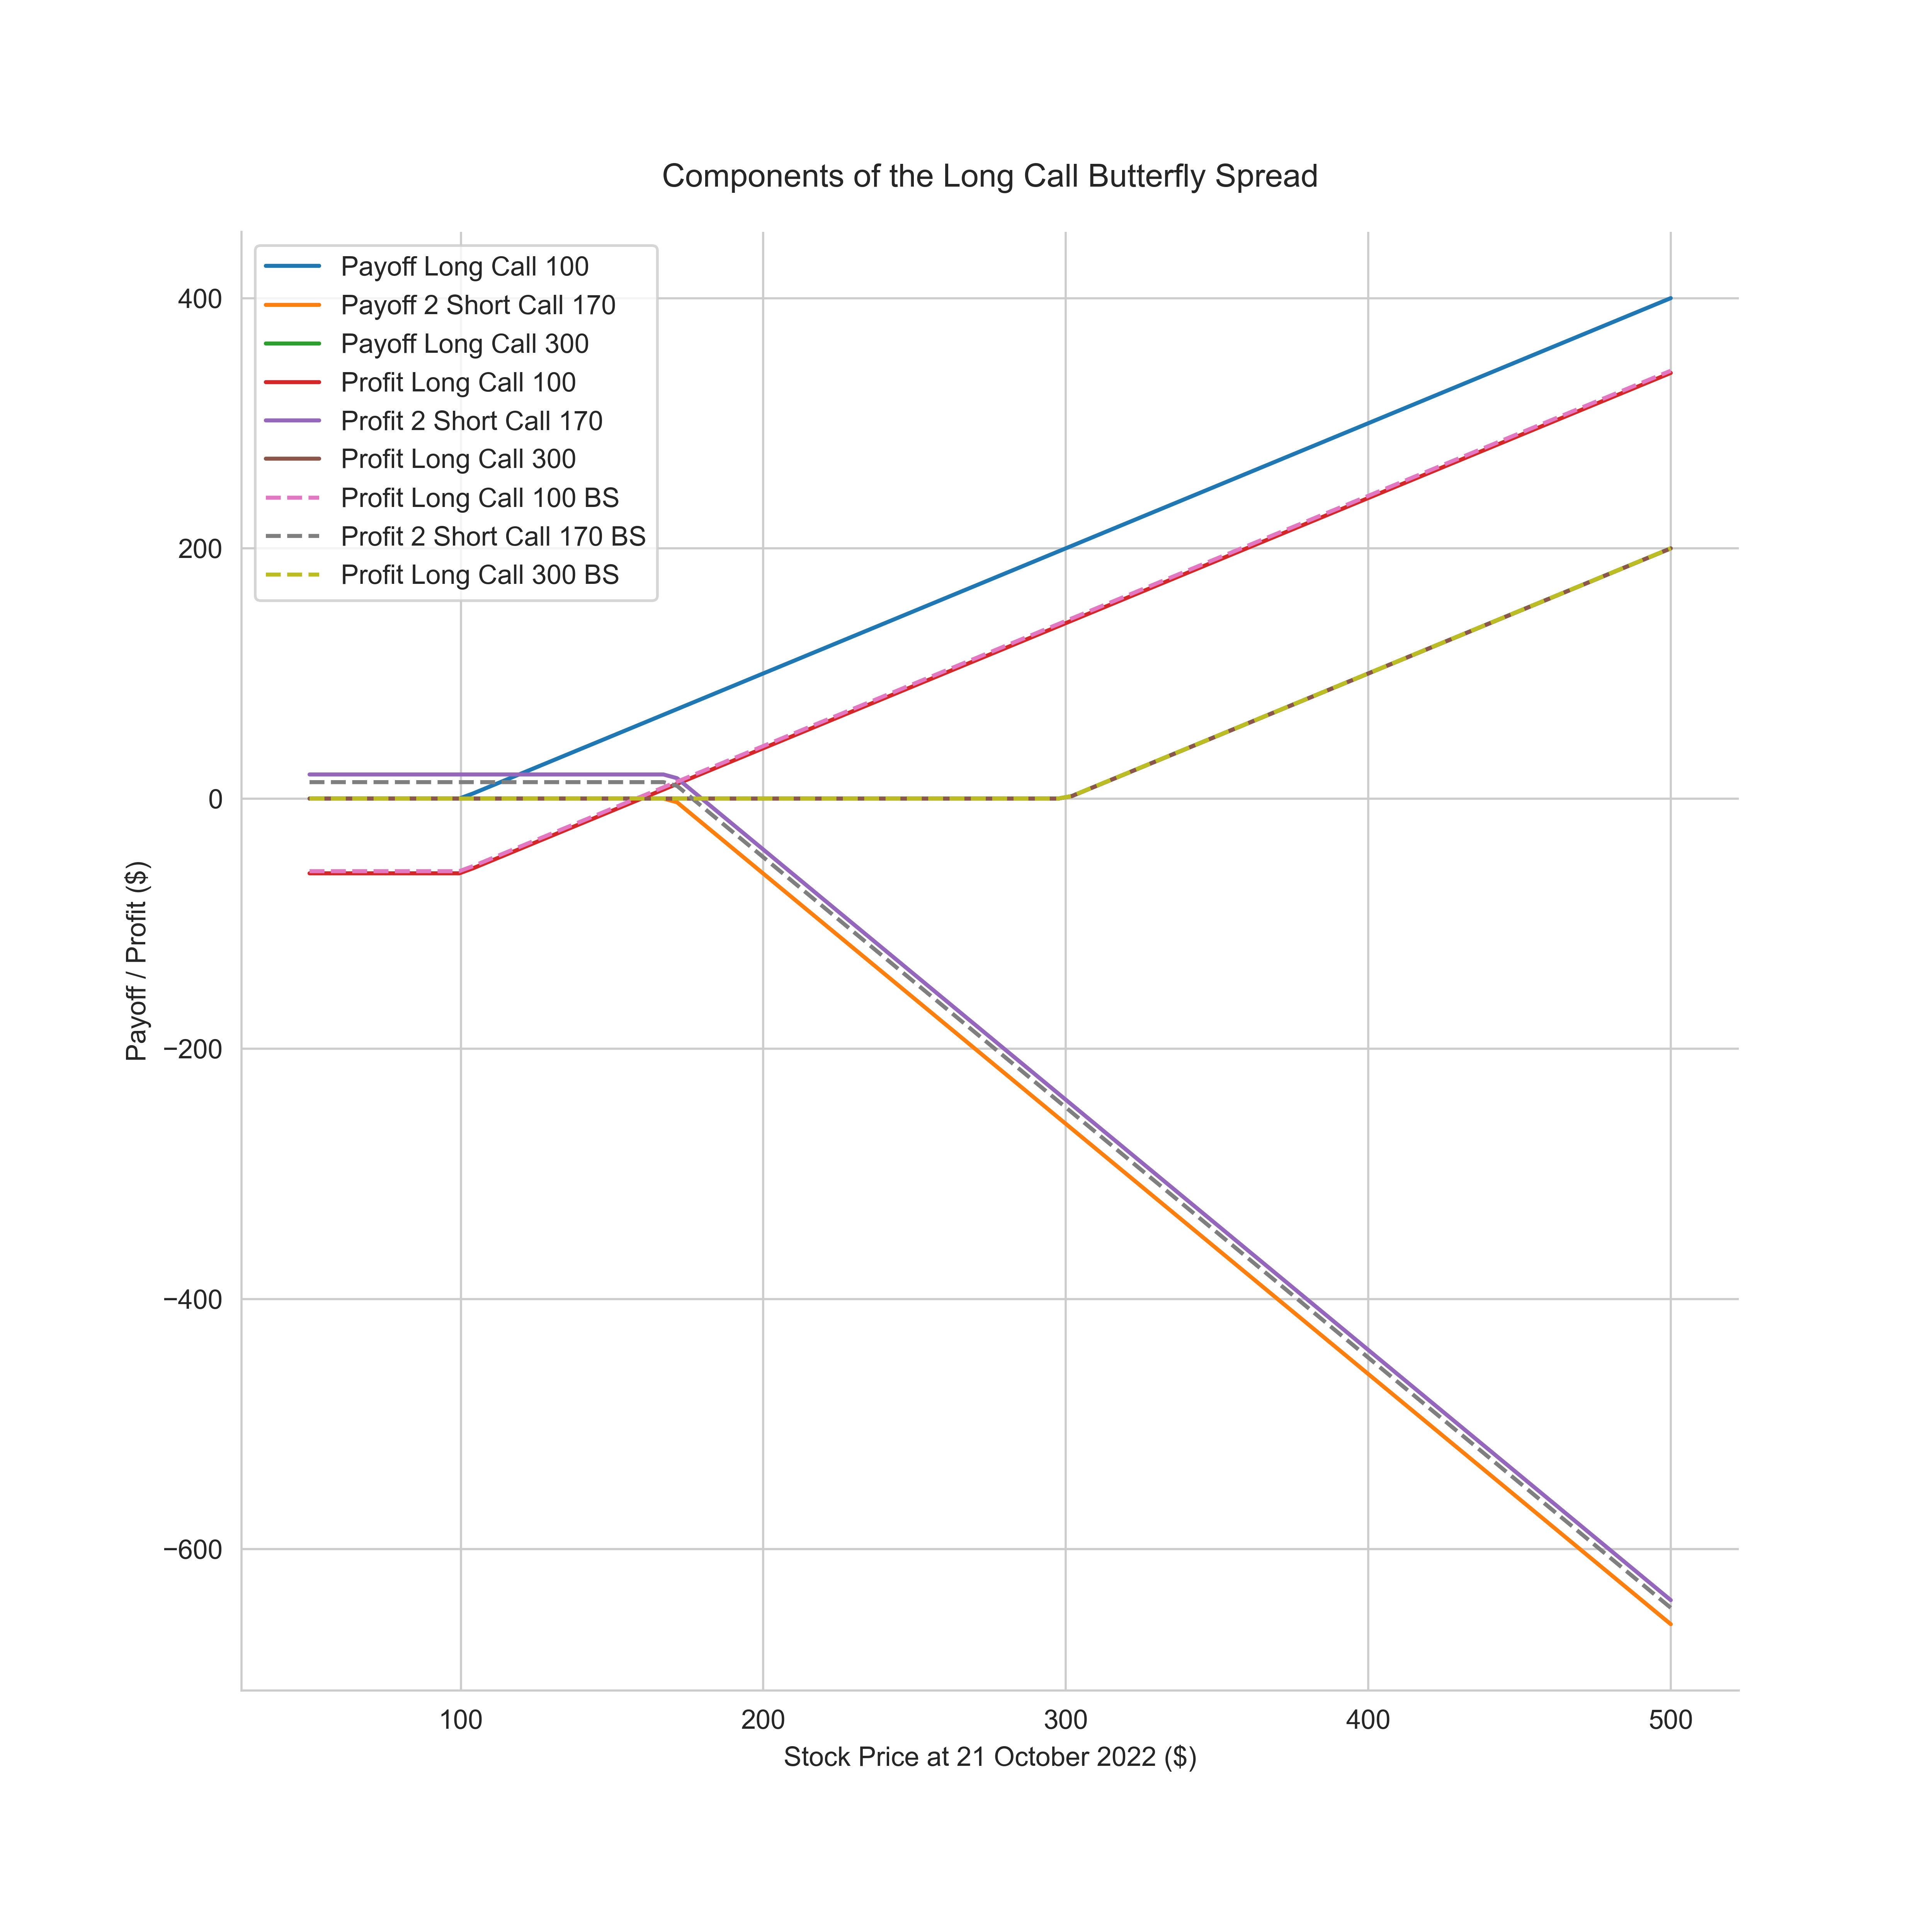 Components of the Long Call Butterfly Spread
Payoff Long Call 100
Payoff 2 Short Call 170
Payoff Long Call 300
Profit Long Call 100
Profit 2 Short Call 170
Profit Long Call 300
Profit Long Call 100 BS
Profit 2 Short Call 170 BS
Profit Long Call 300 BS
400
200
0
−200
−400
−600
Payoff / Profit ($)
100 200 300 400 500
Stock Price at 21 October 2022 ($)